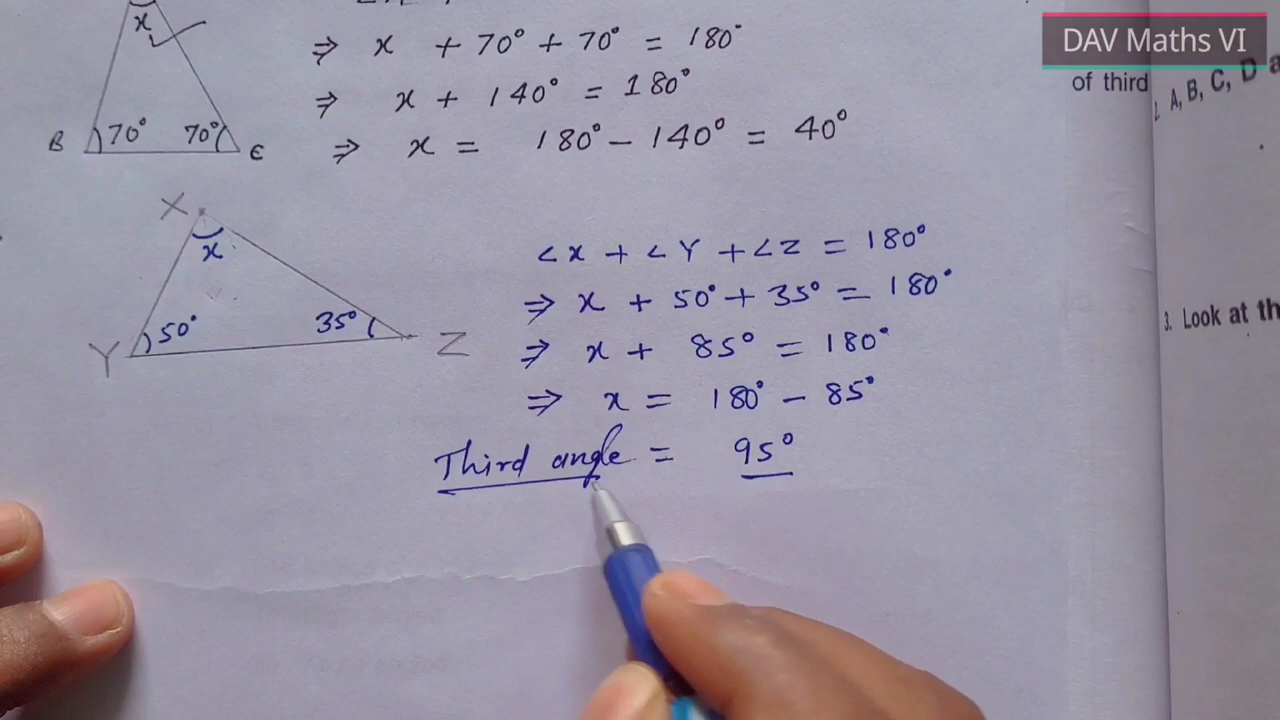 x
⇒ x + 70° + 70° = 180°
⇒ x + 140° = 180°
⇒ x = 180° – 140° = 40°
B 70° 70° C
DAV Maths VI
of third
2. A, B, C, D a
3. Look at th
X
x
50° 35°
Y Z
∠x + ∠Y + ∠Z = 180°
⇒ x + 50° + 35° = 180°
⇒ x + 85° = 180°
⇒ x = 180° – 85°
Third angle = 95°